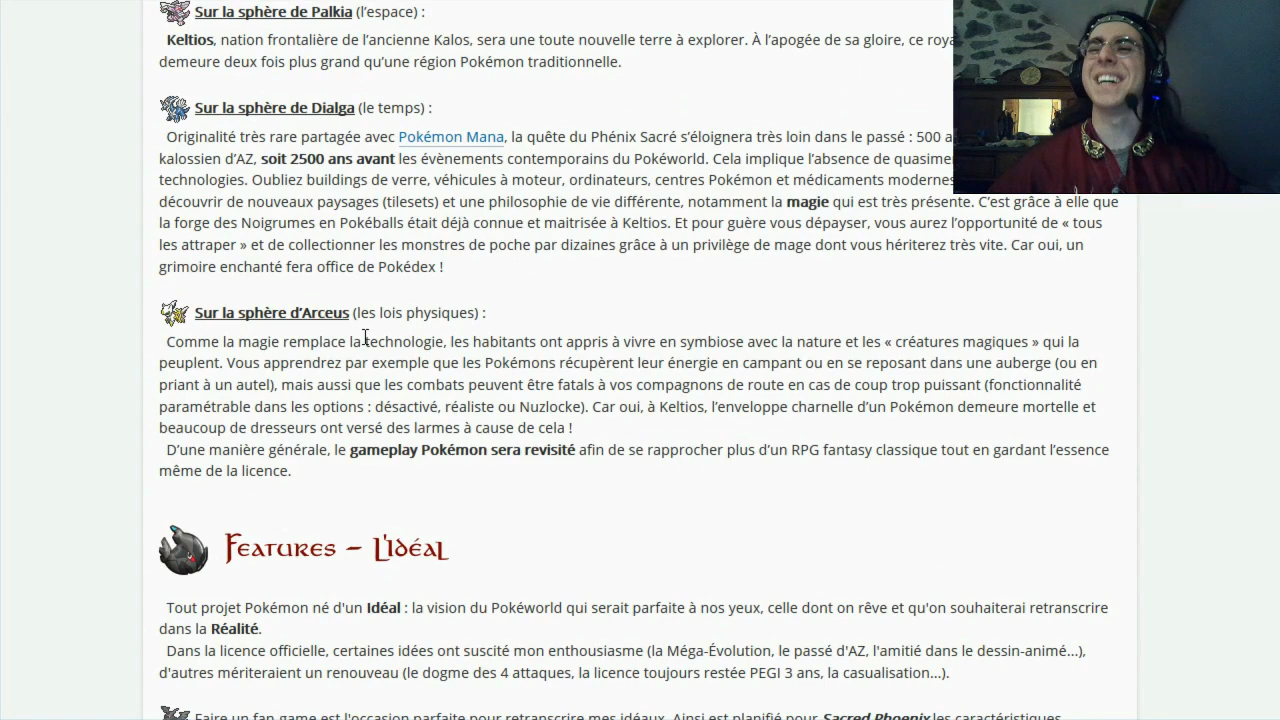 Sur la sphère de Palkia (l’espace) :
Keltios, nation frontalière de l’ancienne Kalos, sera une toute nouvelle terre à explorer. À l’apogée de sa gloire, ce
demeure deux fois plus grand qu’une région Pokémon traditionnelle.
Sur la sphère de Dialga (le temps) :
Originalité très rare partagée avec Pokémon Mana, la quête du Phénix Sacré s’éloignera très loin dans le passé : 500
kalossien d’AZ, soit 2500 ans avant les évènements contemporains du Pokéworld. Cela implique l’absence de
technologies. Oubliez buildings de verre, véhicules à moteur, ordinateurs, centres Pokémon et médicaments modernes
découvrir de nouveaux paysages (tilesets) et une philosophie de vie différente, notamment la magie qui est très présente. C’est grâce à elle que
la forge des Noigrumes en Pokéballs était déjà connue et maitrisée à Keltios. Et pour guère vous dépayser, vous aurez l’opportunité de « tous
les attraper » et de collectionner les monstres de poche par dizaines grâce à un privilège de mage dont vous hériterez très vite. Car oui, un
grimoire enchanté fera office de Pokédex !
Sur la sphère d’Arceus (les lois physiques) :
Comme la magie remplace la technologie, les habitants ont appris à vivre en symbiose avec la nature et les « créatures magiques » qui la
peuplent. Vous apprendrez par exemple que les Pokémons récupèrent leur énergie en campant ou en se reposant dans une auberge (ou en
priant à un autel), mais aussi que les combats peuvent être fatals à vos compagnons de route en cas de coup trop puissant (fonctionnalité
paramétrable dans les options : désactivé, réaliste ou Nuzlocke). Car oui, à Keltios, l’enveloppe charnelle d’un Pokémon demeure mortelle et
beaucoup de dresseurs ont versé des larmes à cause de cela !
D’une manière générale, le gameplay Pokémon sera revisité afin de se rapprocher plus d’un RPG fantasy classique tout en gardant l’essence
même de la licence.
Features – L'Idéal
Tout projet Pokémon né d'un Idéal : la vision du Pokéworld qui serait parfaite à nos yeux, celle dont on rêve et qu'on souhaiterai retranscrire
dans la Réalité.
Dans la licence officielle, certaines idées ont suscité mon enthousiasme (la Méga-Évolution, le passé d'AZ, l'amitié dans le dessin-animé...),
d'autres mériteraient un renouveau (le dogme des 4 attaques, la licence toujours restée PEGI 3 ans, la casualisation...).
Faire un fan game est l'occasion parfaite pour retranscrire mes idéaux. Ainsi est planifié pour Sacred Phoenix les caractéristiques